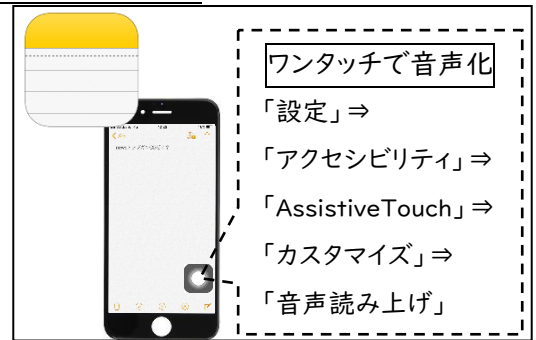 ワンタッチで音声化
「設定」⇒
「アクセシビリティ」⇒
「AssistiveTouch」⇒
「カスタマイズ」⇒
「音声読み上げ」